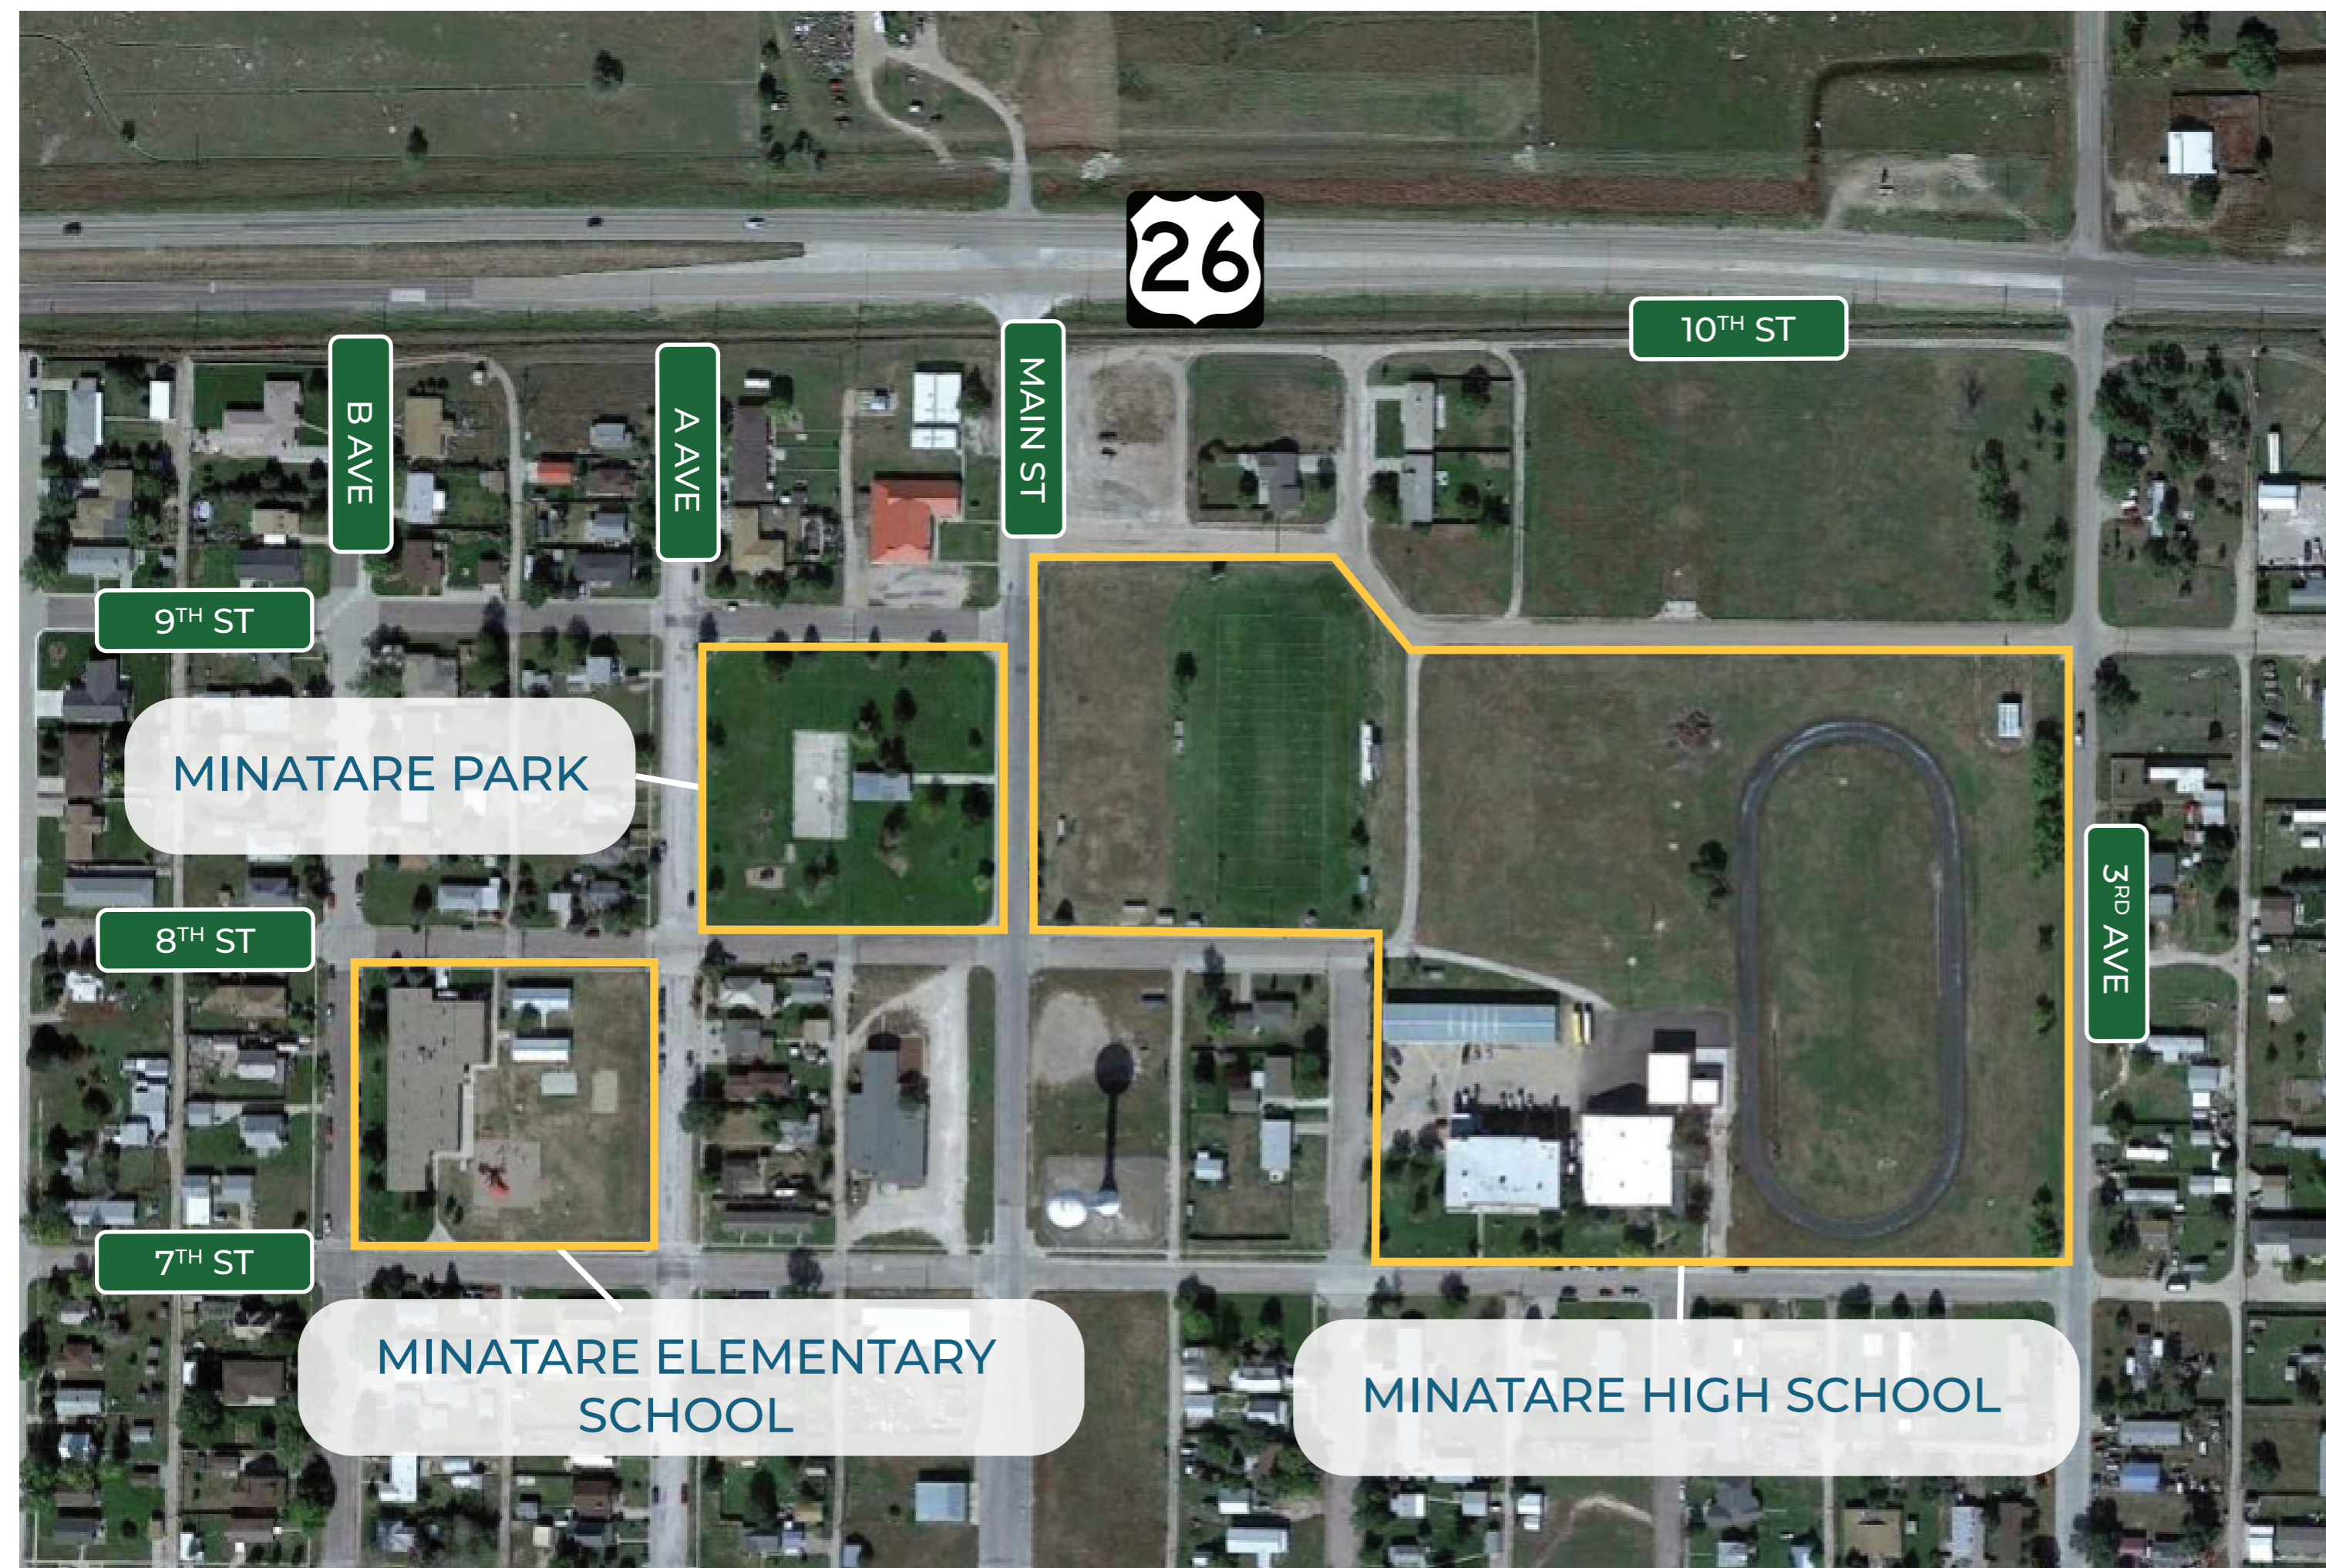 26
10TH ST
B AVE
A AVE
MAIN ST
9TH ST
MINATARE PARK
8TH ST
3RD AVE
7TH ST
MINATARE ELEMENTARY
SCHOOL
MINATARE HIGH SCHOOL